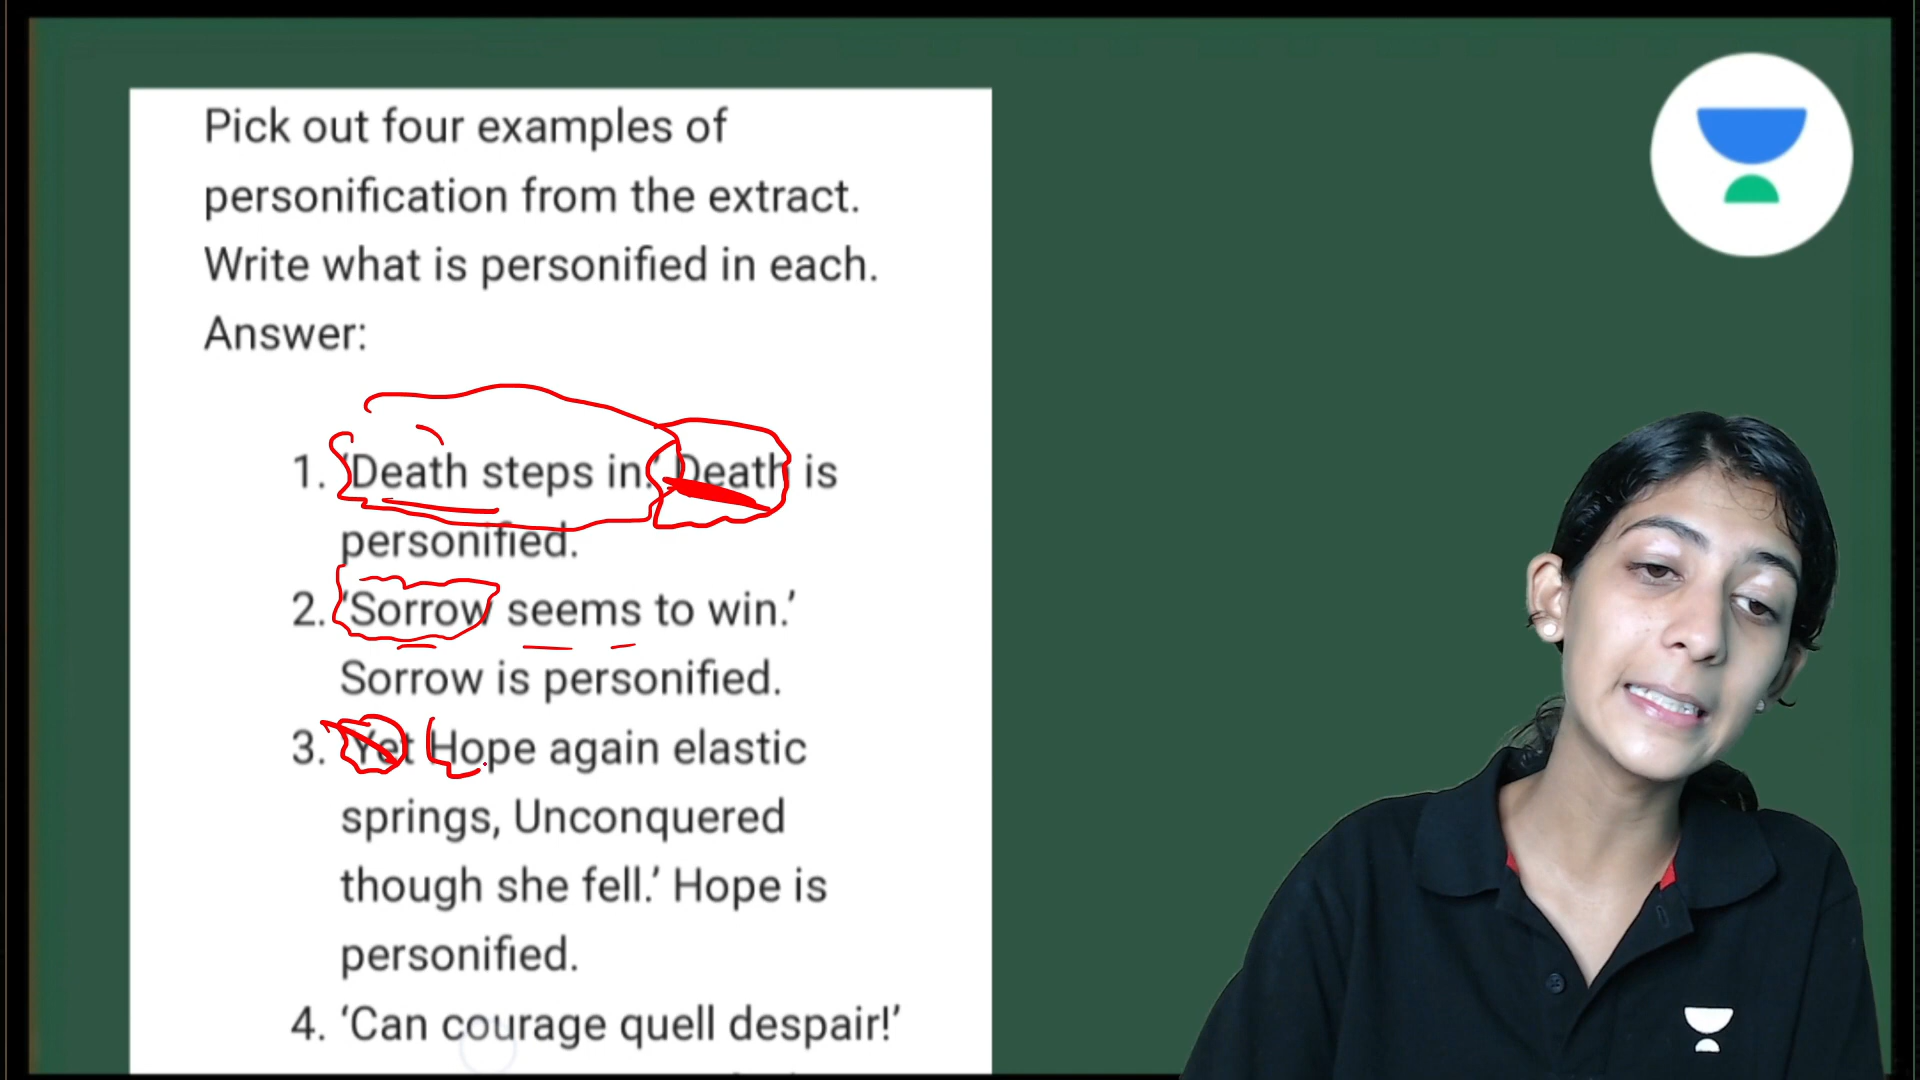 Pick out four examples of
personification from the extract.
Write what is personified in each.
Answer:
1. ‘Death steps in.’ Death is
personified.
2. ‘Sorrow seems to win.’
Sorrow is personified.
3. ‘Yet Hope again elastic
springs, Unconquered
though she fell.’ Hope is
personified.
4. ‘Can courage quell despair!’